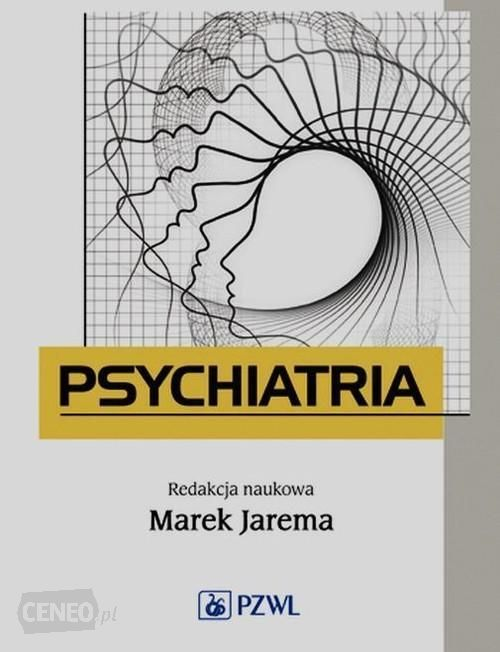 PSYCHIATRIA
Redakcja naukowa
Marek Jarema
PZWL
CENEO.pl